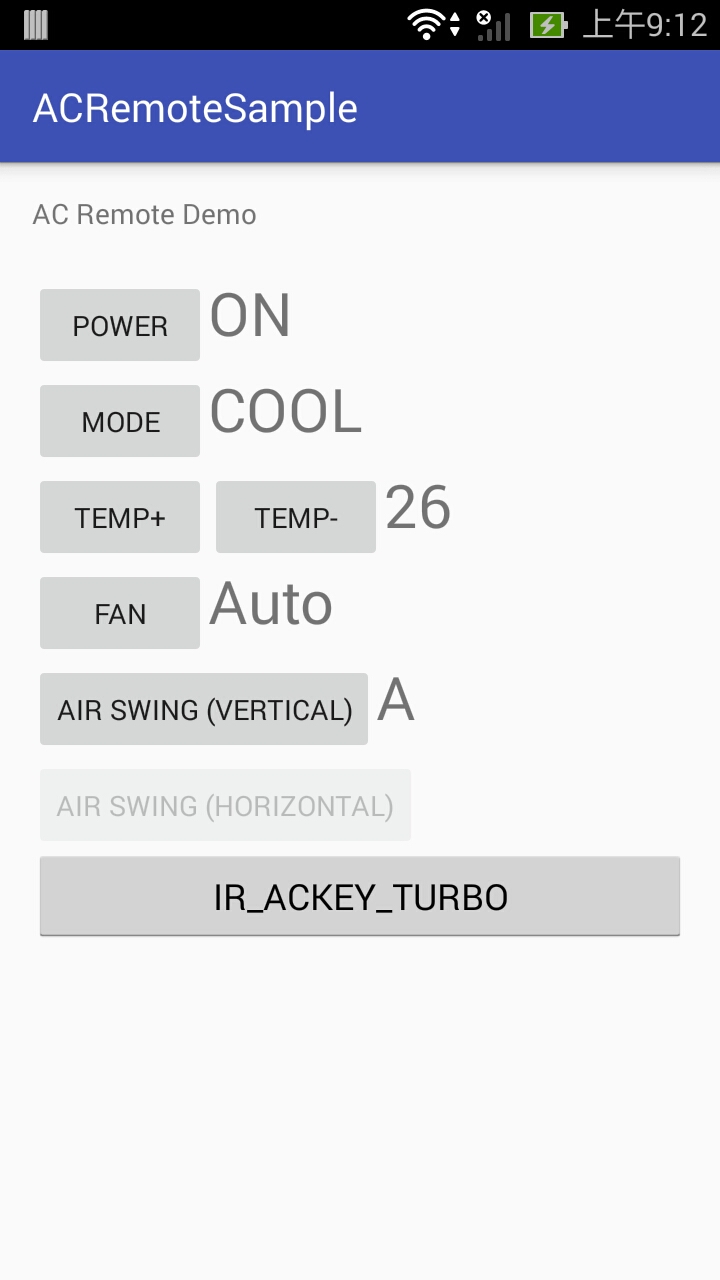 上午9:12
ACRemoteSample
AC Remote Demo
POWER ON
MODE COOL
TEMP+ TEMP- 26
FAN Auto
AIR SWING (VERTICAL) A
AIR SWING (HORIZONTAL)
IR_ACKEY_TURBO